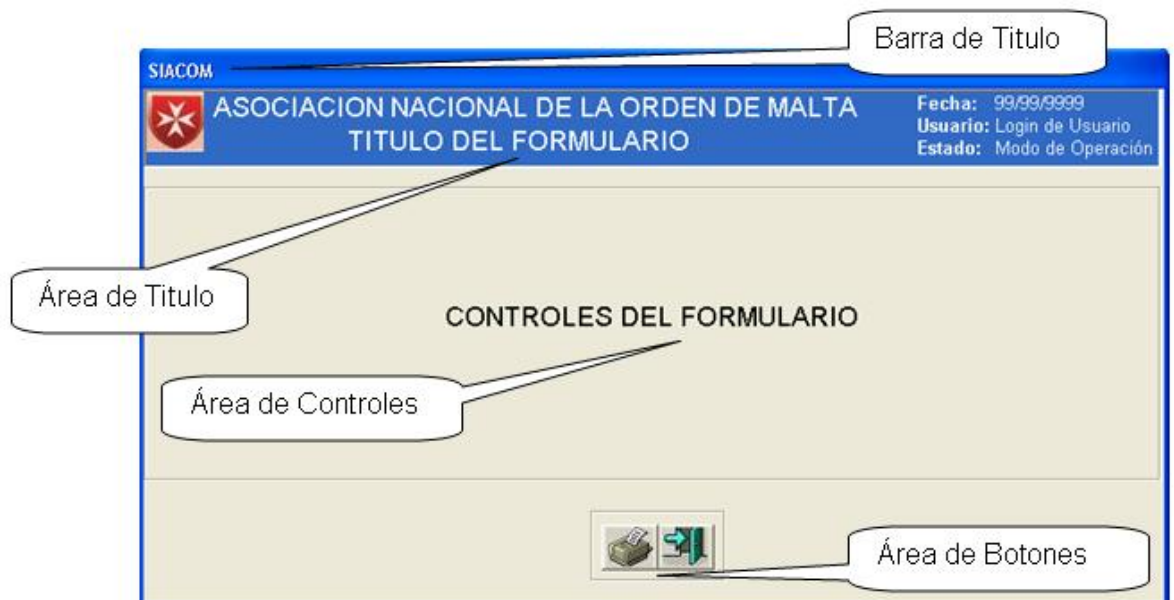 Barra de Titulo
SIACOM
ASOCIACION NACIONAL DE LA ORDEN DE MALTA
TITULO DEL FORMULARIO
Fecha: 99/99/9999
Usuario: Login de Usuario
Estado: Modo de Operación
Área de Titulo
CONTROLES DEL FORMULARIO
Área de Controles
Área de Botones